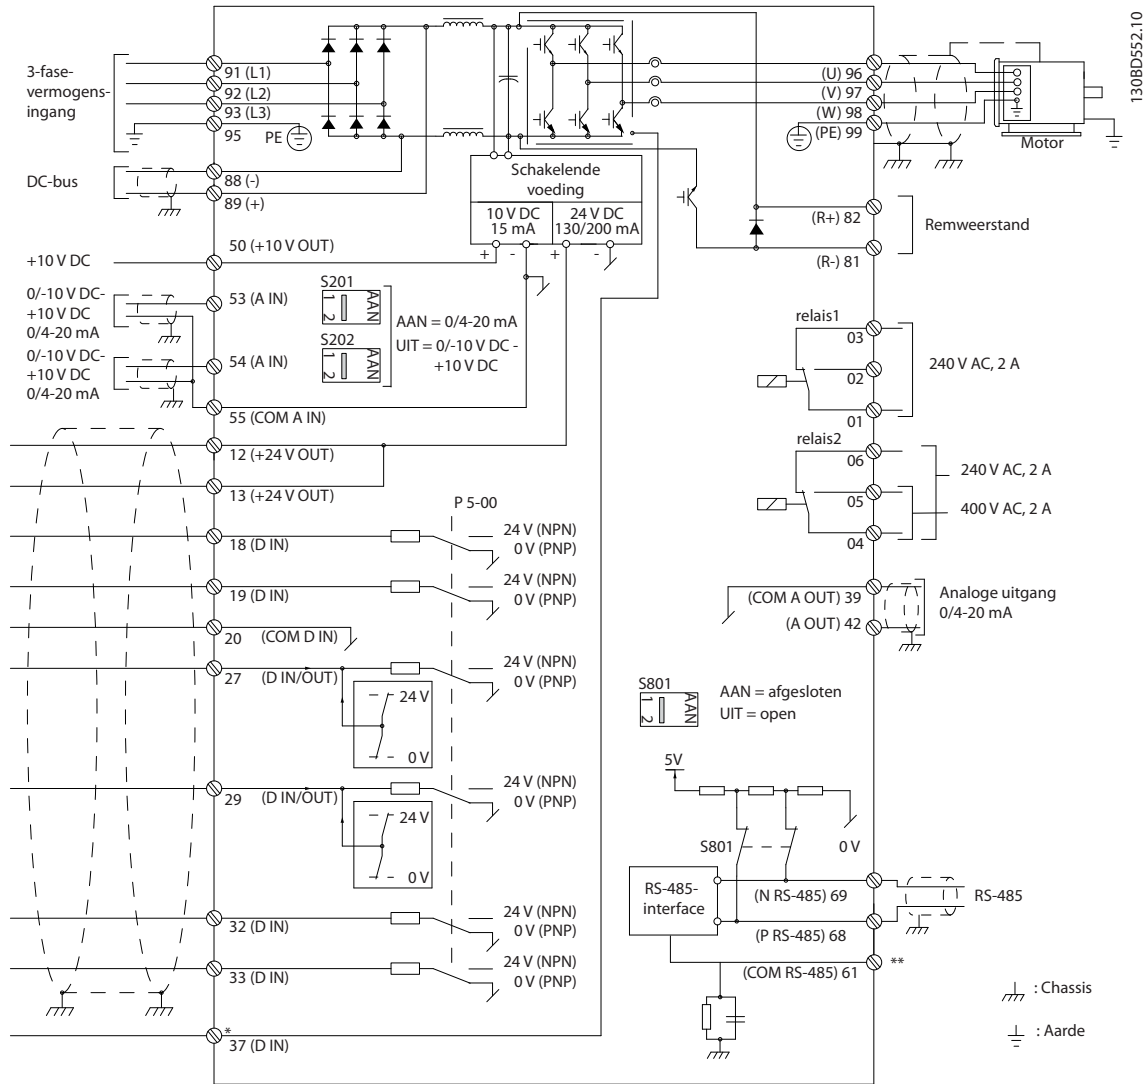 130BD552.10
3-fase-
vermogens-
ingang
91 (L1)
92 (L2)
93 (L3)
95
PE
DC-bus
88 (-)
89 (+)
50 (+10 V OUT)
+10 V DC
0/-10 V DC-
+10 V DC
0/4-20 mA
53 (A IN)
0/-10 V DC-
+10 V DC
0/4-20 mA
54 (A IN)
55 (COM A IN)
12 (+24 V OUT)
13 (+24 V OUT)
18 (D IN)
19 (D IN)
20 (COM D IN)
27 (D IN/OUT)
24 V
0 V
29 (D IN/OUT)
24 V
0 V
32 (D IN)
33 (D IN)
*
37 (D IN)
Schakelende
voeding
10 V DC
15 mA
24 V DC
130/200 mA
+ - + -
S201
1 2
AAN
S202
1 2
AAN
AAN = 0/4-20 mA
UIT = 0/-10 V DC -
+10 V DC
P 5-00
24 V (NPN)
0 V (PNP)
24 V (NPN)
0 V (PNP)
24 V (NPN)
0 V (PNP)
24 V (NPN)
0 V (PNP)
24 V (NPN)
0 V (PNP)
24 V (NPN)
0 V (PNP)
(U) 96
(V) 97
(W) 98
(PE) 99
Motor
(R+) 82
Remweerstand
(R-) 81
relais1
03
02
01
240 V AC, 2 A
relais2
06
05
04
240 V AC, 2 A
400 V AC, 2 A
(COM A OUT) 39
(A OUT) 42
Analoge uitgang
0/4-20 mA
S801
1 2
AAN
AAN = afgesloten
UIT = open
5V
S801
0 V
RS-485-
interface
(N RS-485) 69
(P RS-485) 68
(COM RS-485) 61
RS-485
**
: Chassis
: Aarde